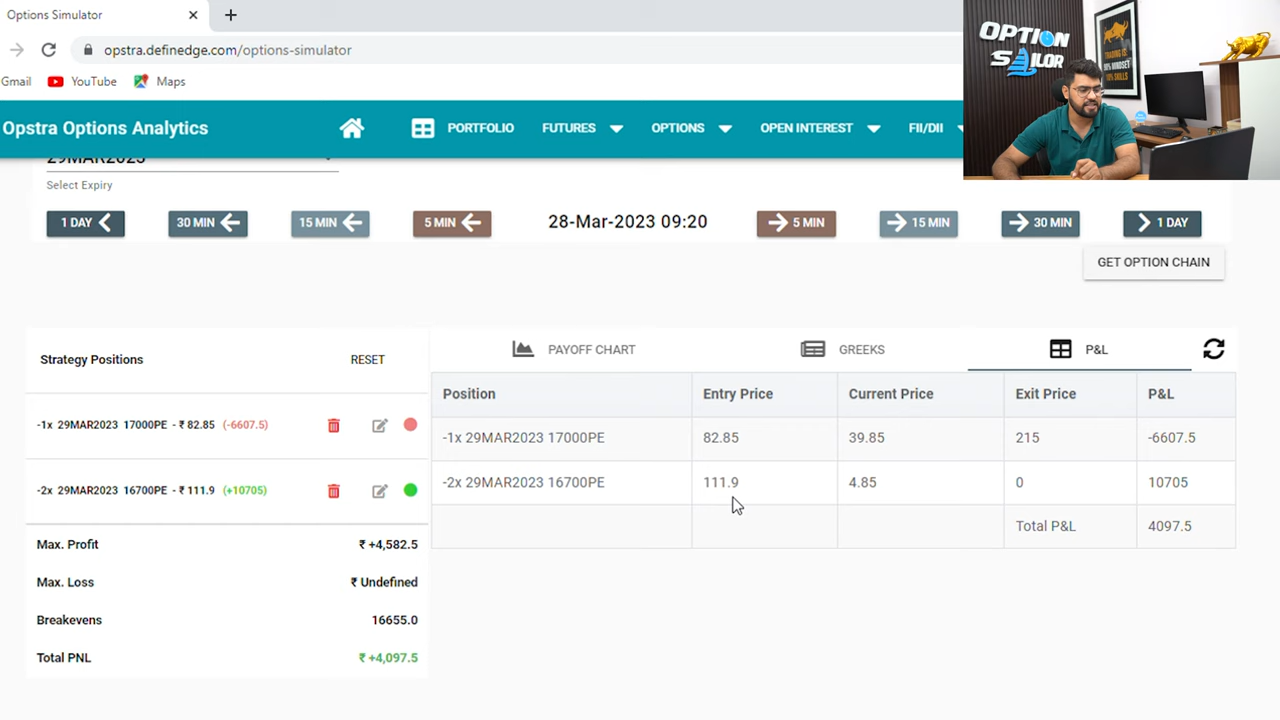 Options Simulator
opstra.definedge.com/options-simulator
Gmail YouTube Maps
OPTION
SAILOR
TRADING IS
Opstra Options Analytics PORTFOLIO FUTURES OPTIONS OPEN INTEREST FII/DII
29MAR2023
Select Expiry
1 DAY 30 MIN 15 MIN 5 MIN 28-Mar-2023 09:20 5 MIN 15 MIN 30 MIN 1 DAY
GET OPTION CHAIN
Strategy Positions RESET
PAYOFF CHART GREEKS P&L
Position Entry Price Current Price Exit Price P&L
-1x 29MAR2023 17000PE - ₹ 82.85 (-6607.5)
-1x 29MAR2023 17000PE 82.85 39.85 215 -6607.5
-2x 29MAR2023 16700PE - ₹ 111.9 (+10705)
-2x 29MAR2023 16700PE 111.9 4.85 0 10705
Total P&L 4097.5
Max. Profit ₹ +4,582.5
Max. Loss ₹ Undefined
Breakevens 16655.0
Total PNL ₹ +4,097.5